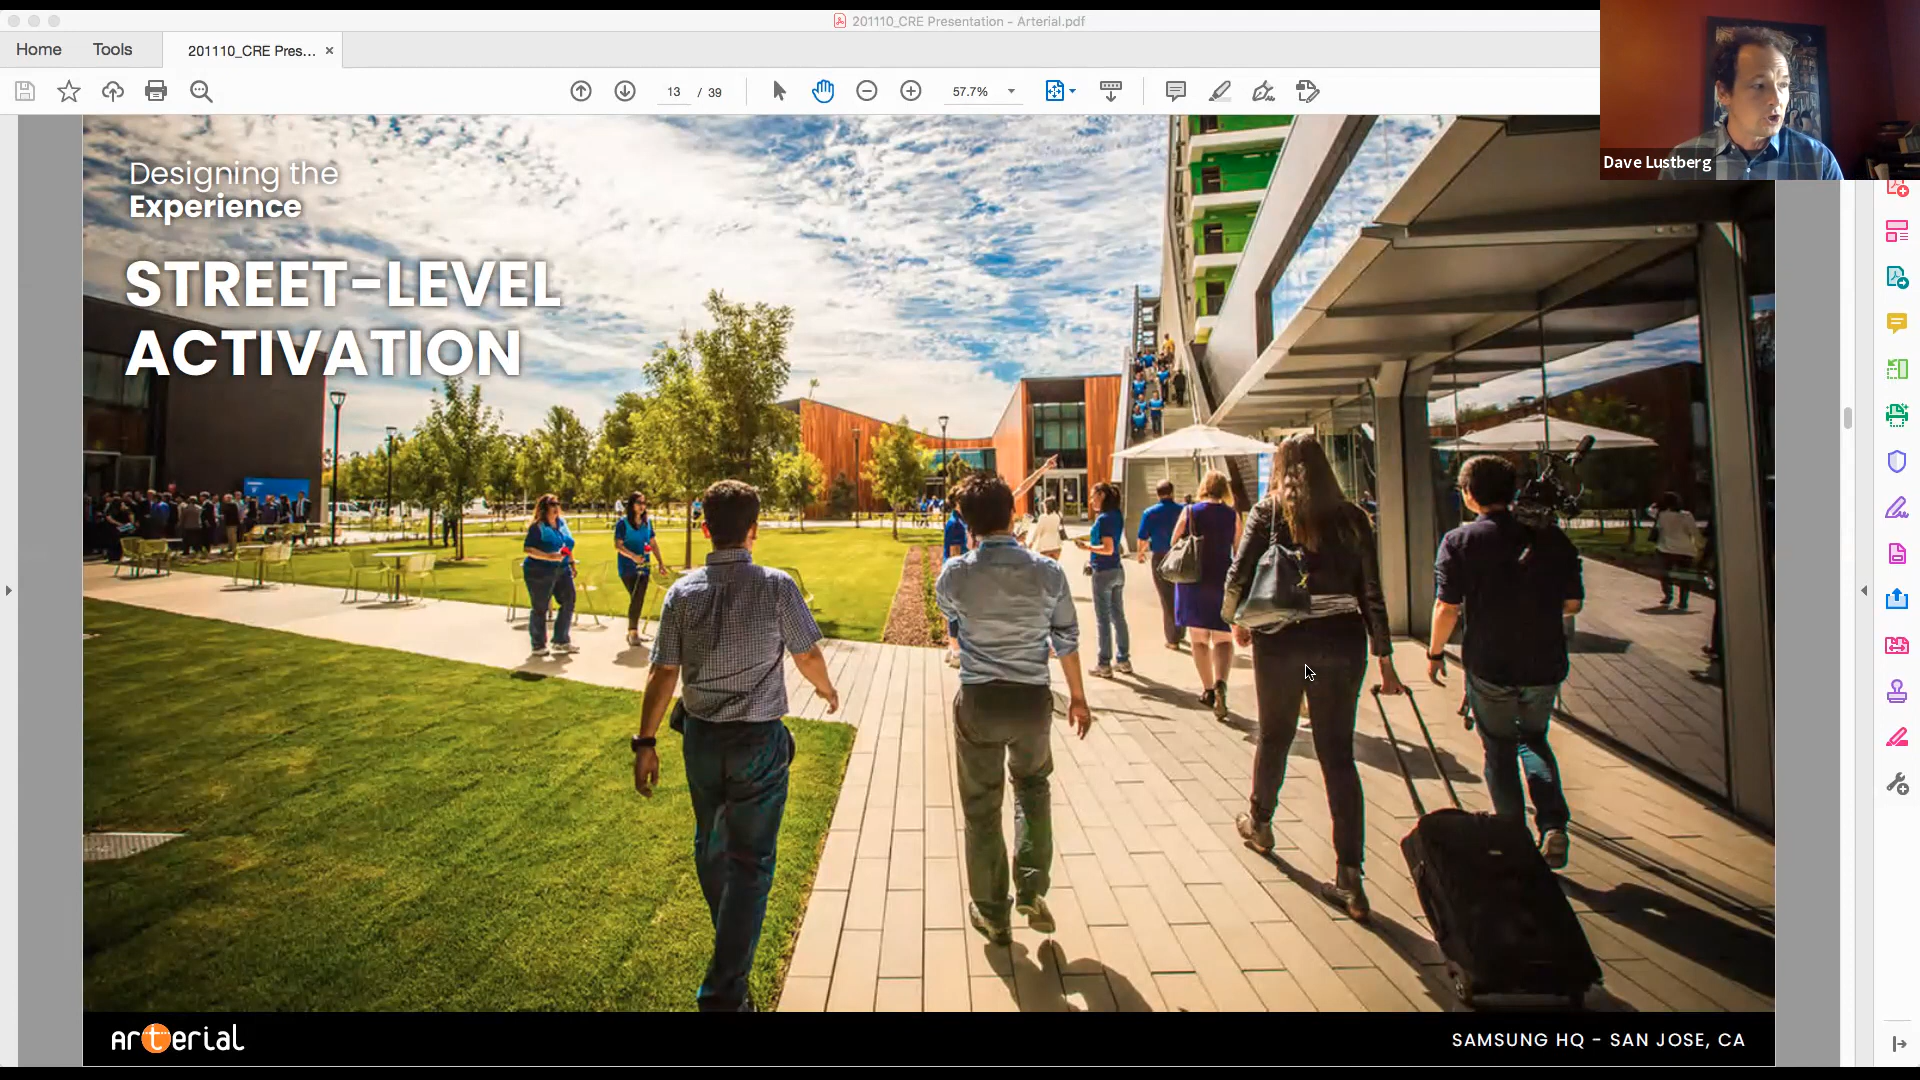 201110_CRE Presentation - Arterial.pdf
Home
Tools
201110_CRE Pres... ×
13 / 39
57.7%
Dave Lustberg
Designing the
Experience
STREET-LEVEL
ACTIVATION
arterial
SAMSUNG HQ - SAN JOSE, CA